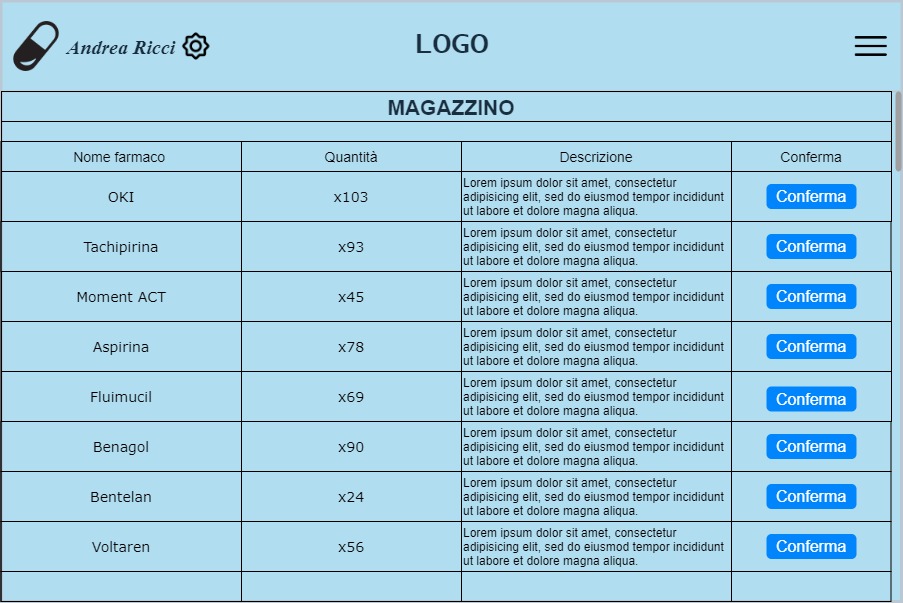 Andrea Ricci
LOGO
MAGAZZINO
Nome farmaco Quantità Descrizione Conferma
OKI x103 Lorem ipsum dolor sit amet, consectetur
adipisicing elit, sed do eiusmod tempor incididunt
ut labore et dolore magna aliqua. Conferma
Tachipirina x93 Lorem ipsum dolor sit amet, consectetur
adipisicing elit, sed do eiusmod tempor incididunt
ut labore et dolore magna aliqua. Conferma
Moment ACT x45 Lorem ipsum dolor sit amet, consectetur
adipisicing elit, sed do eiusmod tempor incididunt
ut labore et dolore magna aliqua. Conferma
Aspirina x78 Lorem ipsum dolor sit amet, consectetur
adipisicing elit, sed do eiusmod tempor incididunt
ut labore et dolore magna aliqua. Conferma
Fluimucil x69 Lorem ipsum dolor sit amet, consectetur
adipisicing elit, sed do eiusmod tempor incididunt
ut labore et dolore magna aliqua. Conferma
Benagol x90 Lorem ipsum dolor sit amet, consectetur
adipisicing elit, sed do eiusmod tempor incididunt
ut labore et dolore magna aliqua. Conferma
Bentelan x24 Lorem ipsum dolor sit amet, consectetur
adipisicing elit, sed do eiusmod tempor incididunt
ut labore et dolore magna aliqua. Conferma
Voltaren x56 Lorem ipsum dolor sit amet, consectetur
adipisicing elit, sed do eiusmod tempor incididunt
ut labore et dolore magna aliqua. Conferma